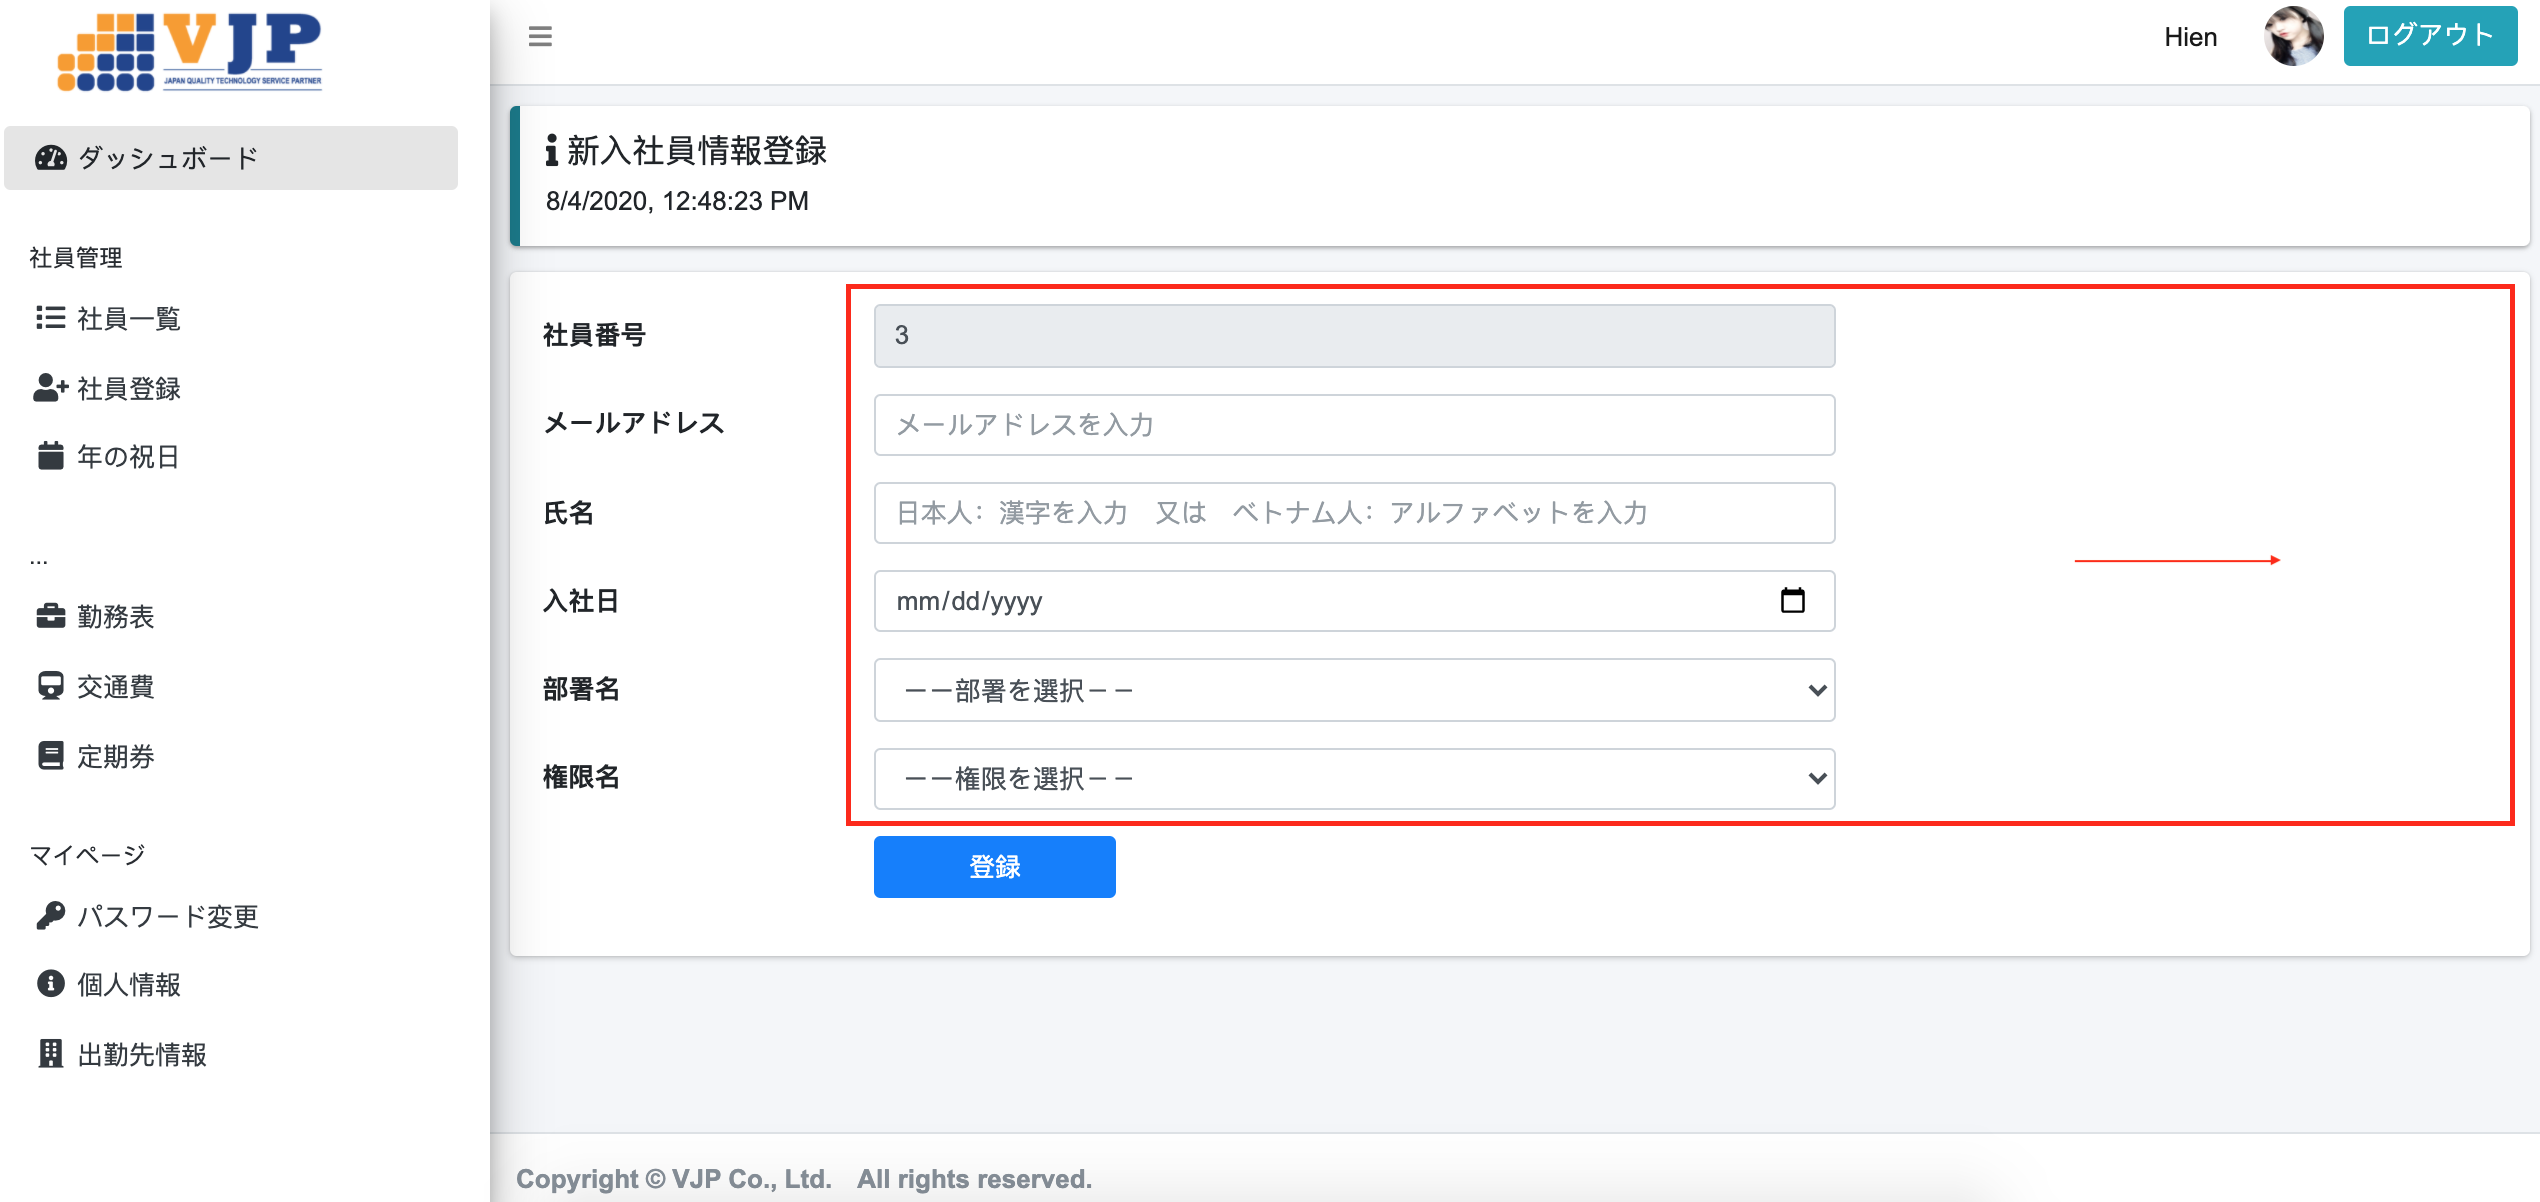 VJP
JAPAN QUALITY TECHNOLOGY SERVICE PARTNER
ダッシュボード
社員管理
社員一覧
社員登録
年の祝日
...
勤務表
交通費
定期券
マイページ
パスワード変更
個人情報
出勤先情報
Hien
ログアウト
新入社員情報登録
8/4/2020, 12:48:23 PM
社員番号
3
メールアドレス
メールアドレスを入力
氏名
日本人：漢字を入力　又は　ベトナム人：アルファベットを入力
入社日
mm/dd/yyyy
部署名
ーー部署を選択ーー
権限名
ーー権限を選択ーー
登録
Copyright © VJP Co., Ltd. All rights reserved.